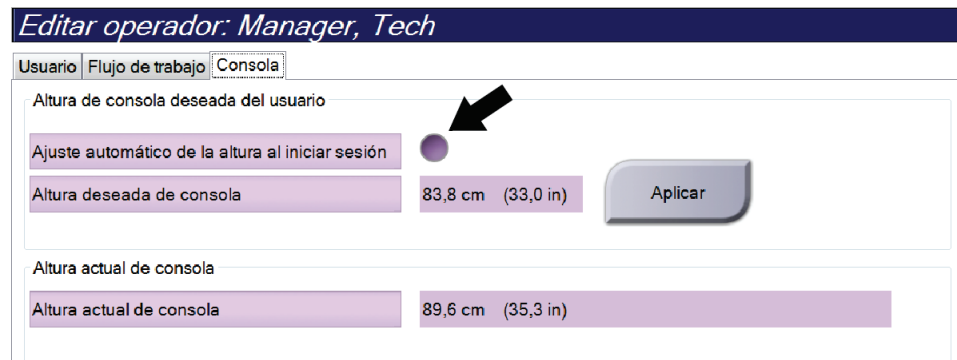 Editar operador: Manager, Tech
Usuario Flujo de trabajo Consola
Altura de consola deseada del usuario
Ajuste automático de la altura al iniciar sesión
Altura deseada de consola 83,8 cm (33,0 in) Aplicar
Altura actual de consola
Altura actual de consola 89,6 cm (35,3 in)